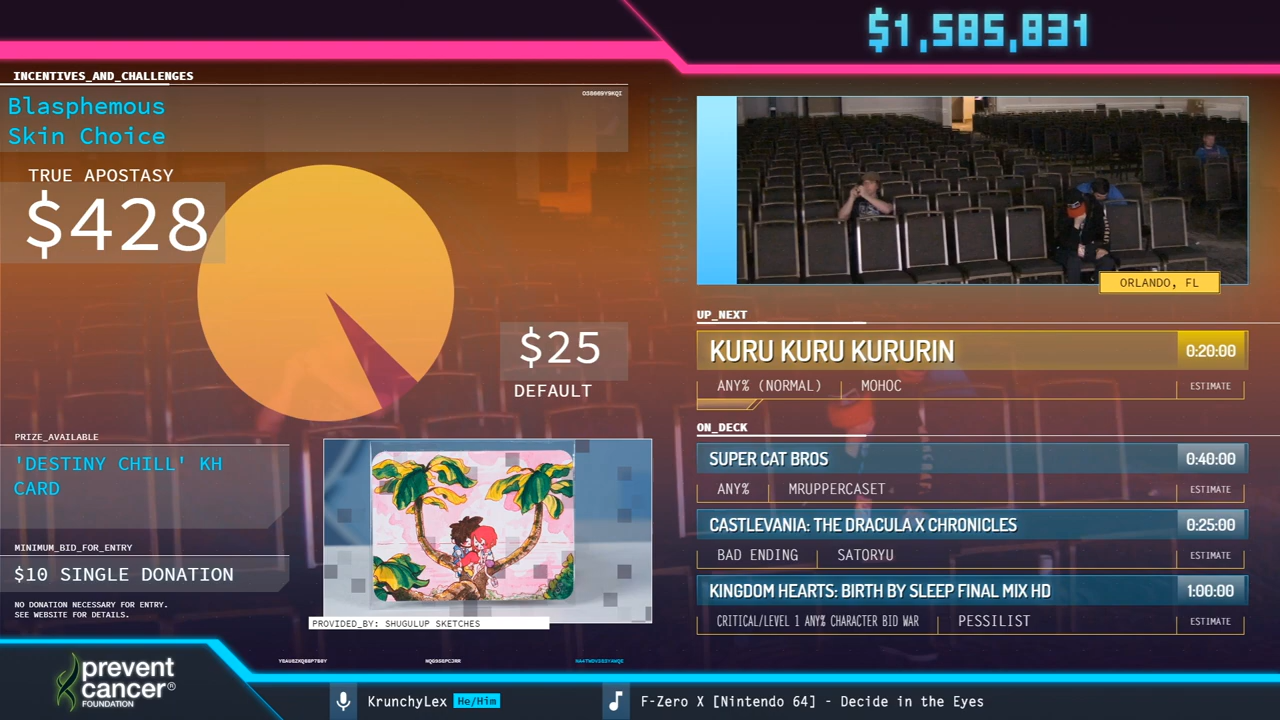 $1,585,831
INCENTIVES_AND_CHALLENGES
Blasphemous
Skin Choice
TRUE APOSTASY
$428
$25
DEFAULT
PRIZE_AVAILABLE
'DESTINY CHILL' KH
CARD
MINIMUM_BID_FOR_ENTRY
$10 SINGLE DONATION
NO DONATION NECESSARY FOR ENTRY.
SEE WEBSITE FOR DETAILS.
PROVIDED_BY: SHUGULUP SKETCHES
ORLANDO, FL
UP_NEXT
KURU KURU KURURIN 0:20:00
ANY% (NORMAL) MOHOC ESTIMATE
ON_DECK
SUPER CAT BROS 0:40:00
ANY% MRUPPERCASET ESTIMATE
CASTLEVANIA: THE DRACULA X CHRONICLES 0:25:00
BAD ENDING SATORYU ESTIMATE
KINGDOM HEARTS: BIRTH BY SLEEP FINAL MIX HD 1:00:00
CRITICAL/LEVEL 1 ANY% CHARACTER BID WAR PESSILIST ESTIMATE
prevent
cancer®
FOUNDATION
KrunchyLex He/Him
F-Zero X [Nintendo 64] - Decide in the Eyes